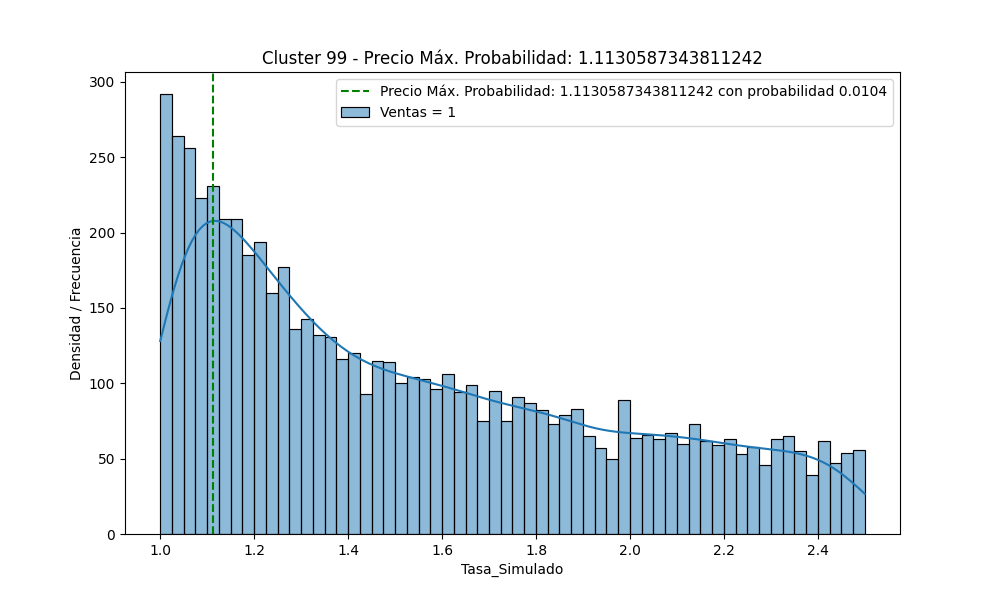 Cluster 99 - Precio Máx. Probabilidad: 1.1130587343811242
Precio Máx. Probabilidad: 1.1130587343811242 con probabilidad 0.0104
Ventas = 1
Densidad / Frecuencia
300
250
200
150
100
50
0
1.0 1.2 1.4 1.6 1.8 2.0 2.2 2.4
Tasa_Simulado